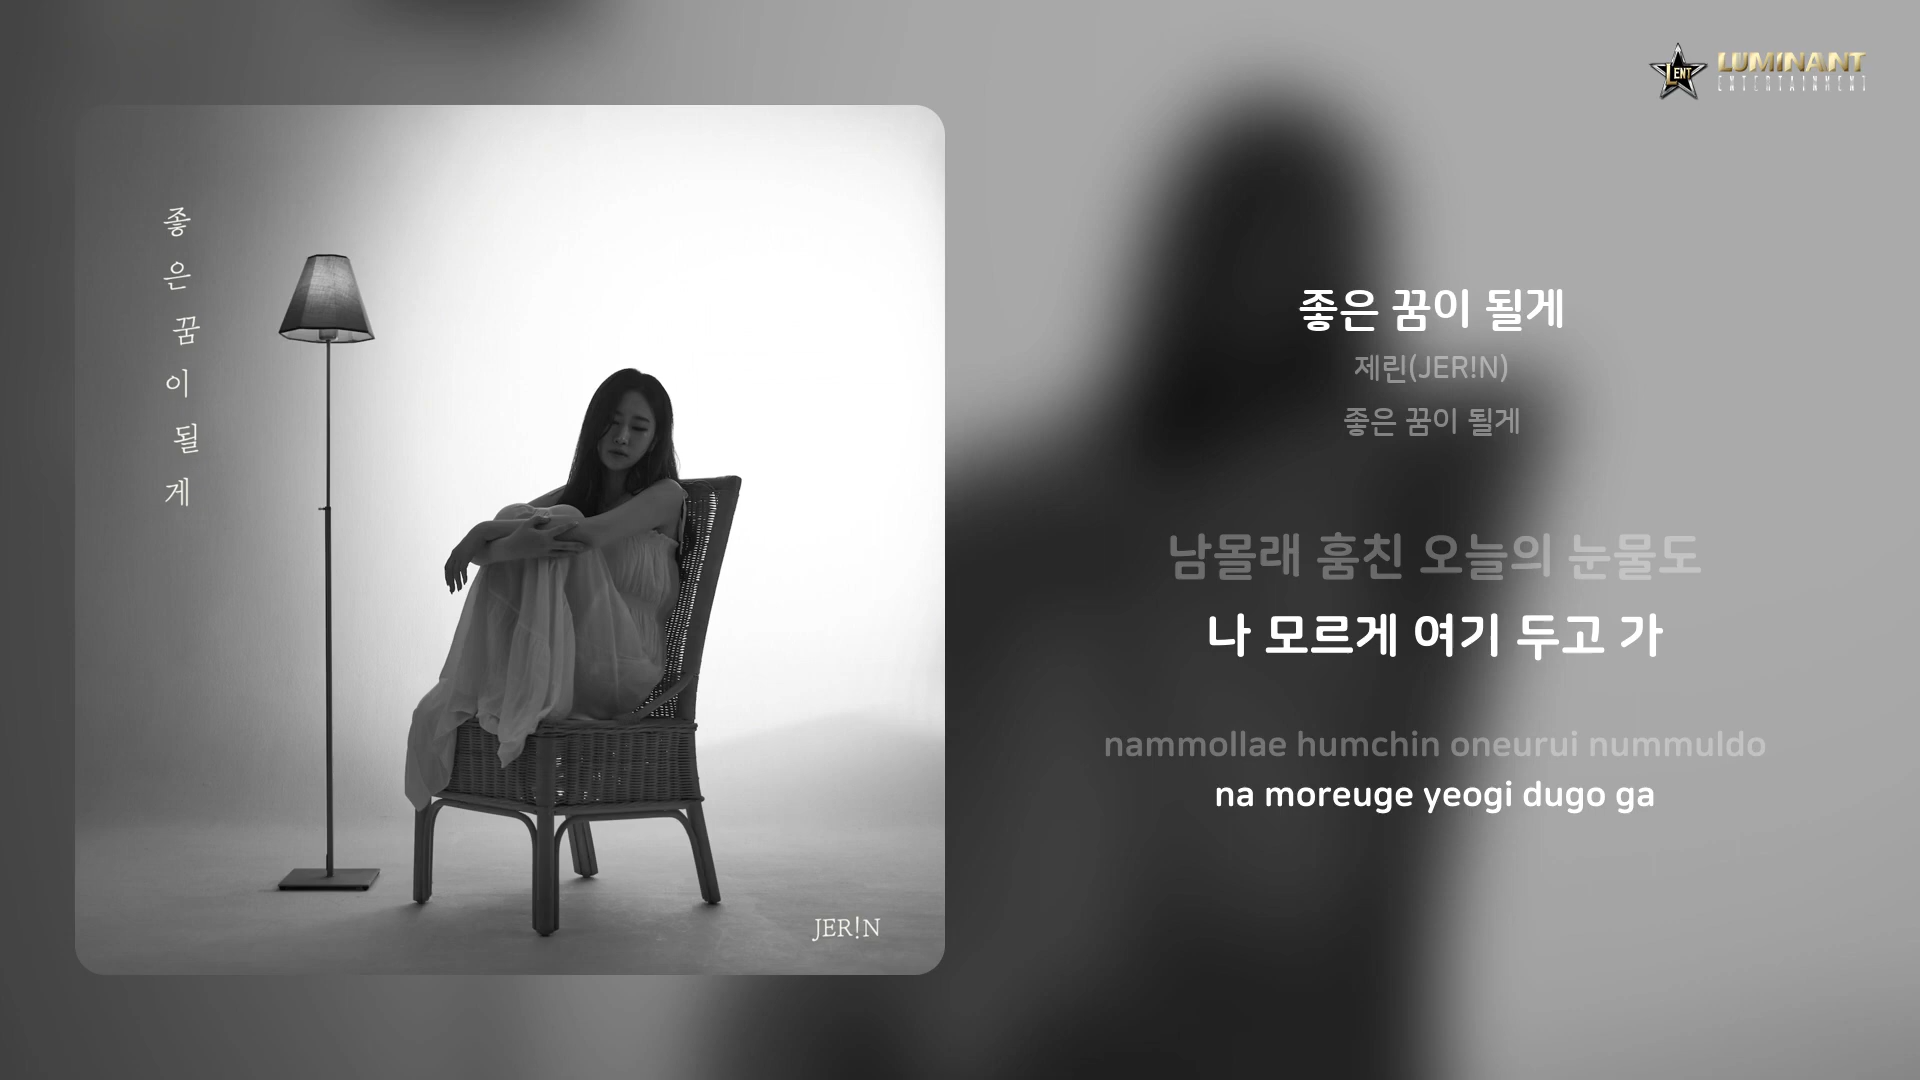 LENT
LUMINANT
ENTERTAINMENT
좋은꿈이될게
JER!N
좋은 꿈이 될게
제린(JER!N)
좋은 꿈이 될게
남몰래 훔친 오늘의 눈물도
나 모르게 여기 두고 가
nammollae humchin oneurui nummuldo
na moreuge yeogi dugo ga